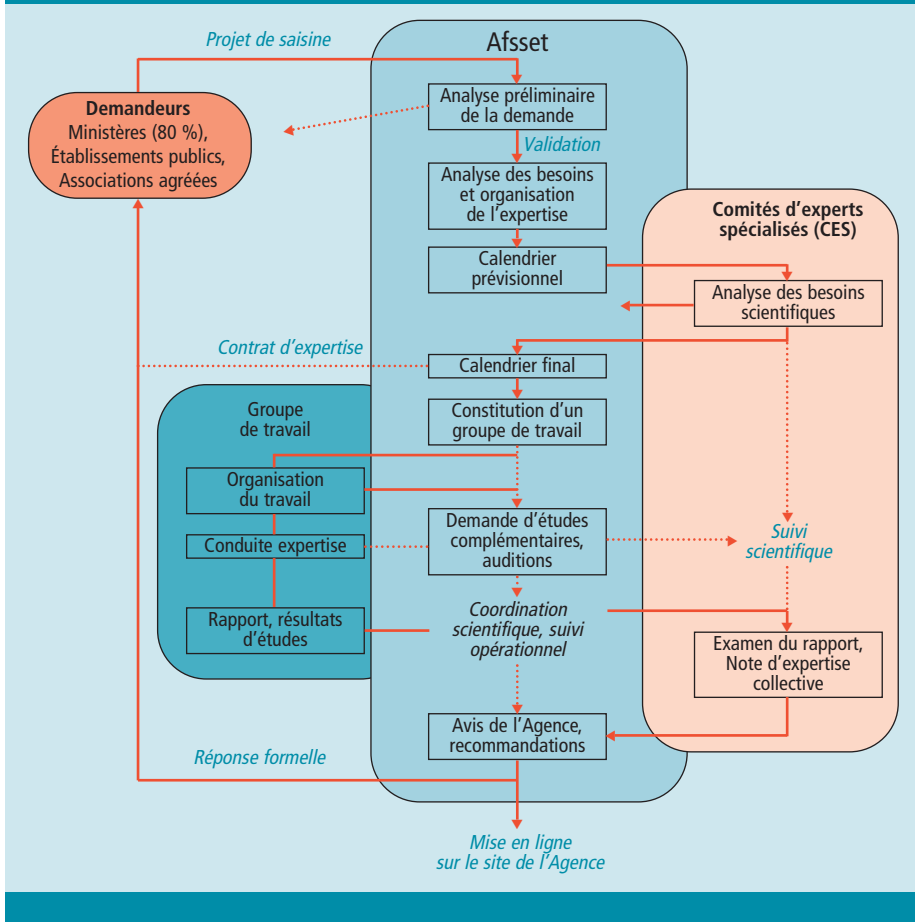 Projet de saisine
Afsset
Demandeurs
Ministères (80 %),
Établissements publics,
Associations agréées
Analyse préliminaire
de la demande
Validation
Analyse des besoins
et organisation
de l’expertise
Calendrier
prévisionnel
Comités d’experts
spécialisés (CES)
Analyse des besoins
scientifiques
Contrat d’expertise
Calendrier final
Constitution d’un
groupe de travail
Groupe
de travail
Organisation
du travail
Conduite expertise
Demande d’études
complémentaires,
auditions
Suivi
scientifique
Rapport, résultats
d’études
Coordination
scientifique, suivi
opérationnel
Examen du rapport,
Note d’expertise
collective
Avis de l’Agence,
recommandations
Réponse formelle
Mise en ligne
sur le site de l’Agence